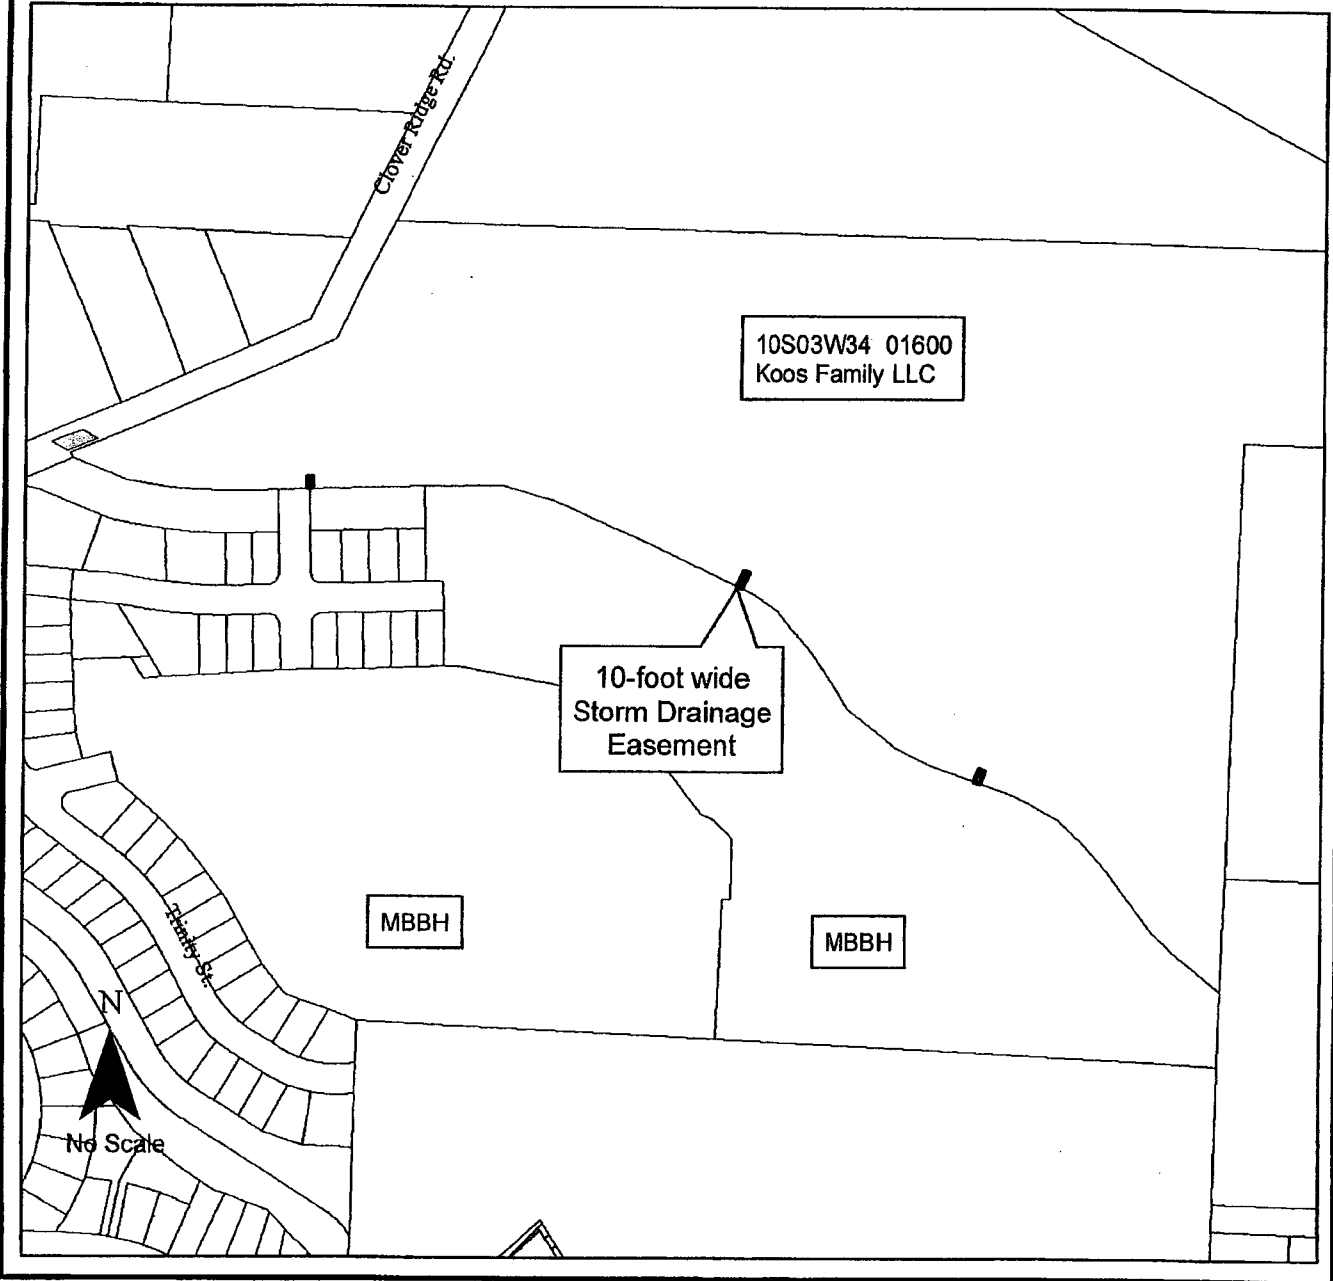 Clover Ridge Rd.
10S03W34 01600
Koos Family LLC
10-foot wide
Storm Drainage
Easement
MBBH
MBBH
Trinity St.
N
No Scale